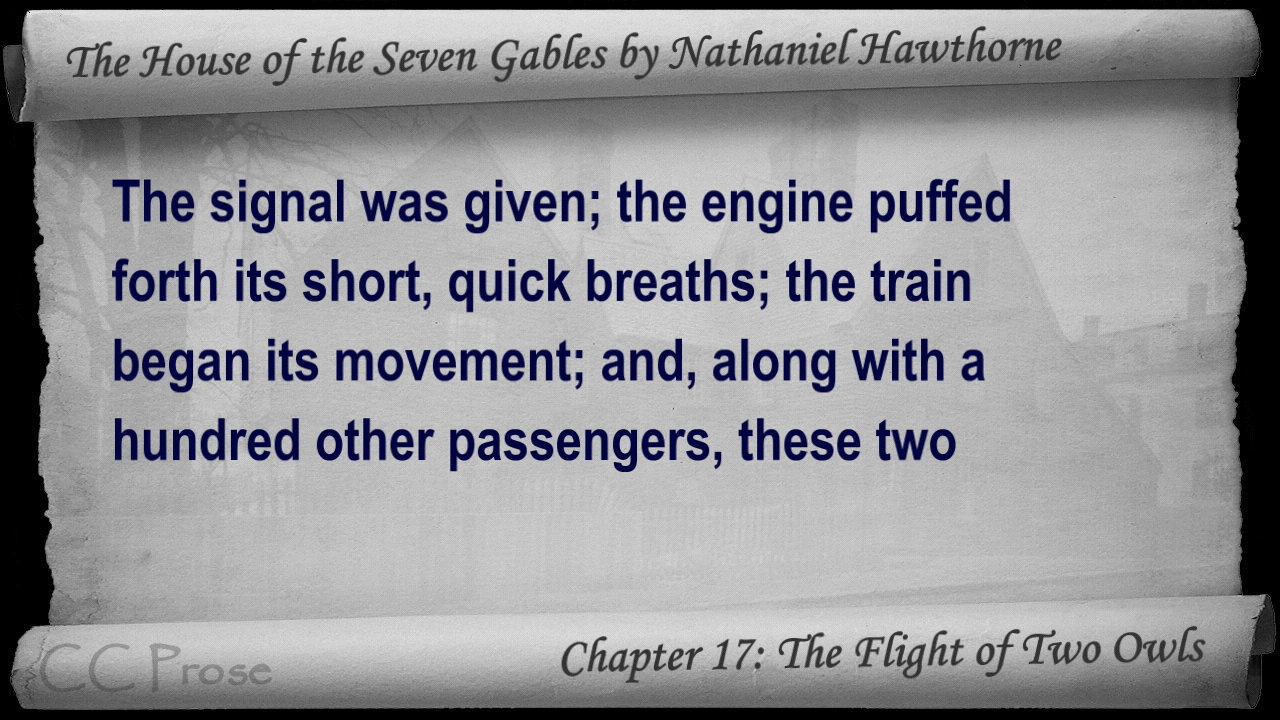 The House of the Seven Gables by Nathaniel Hawthorne
The signal was given; the engine puffed
forth its short, quick breaths; the train
began its movement; and, along with a
hundred other passengers, these two
CC Prose
Chapter 17: The Flight of Two Owls